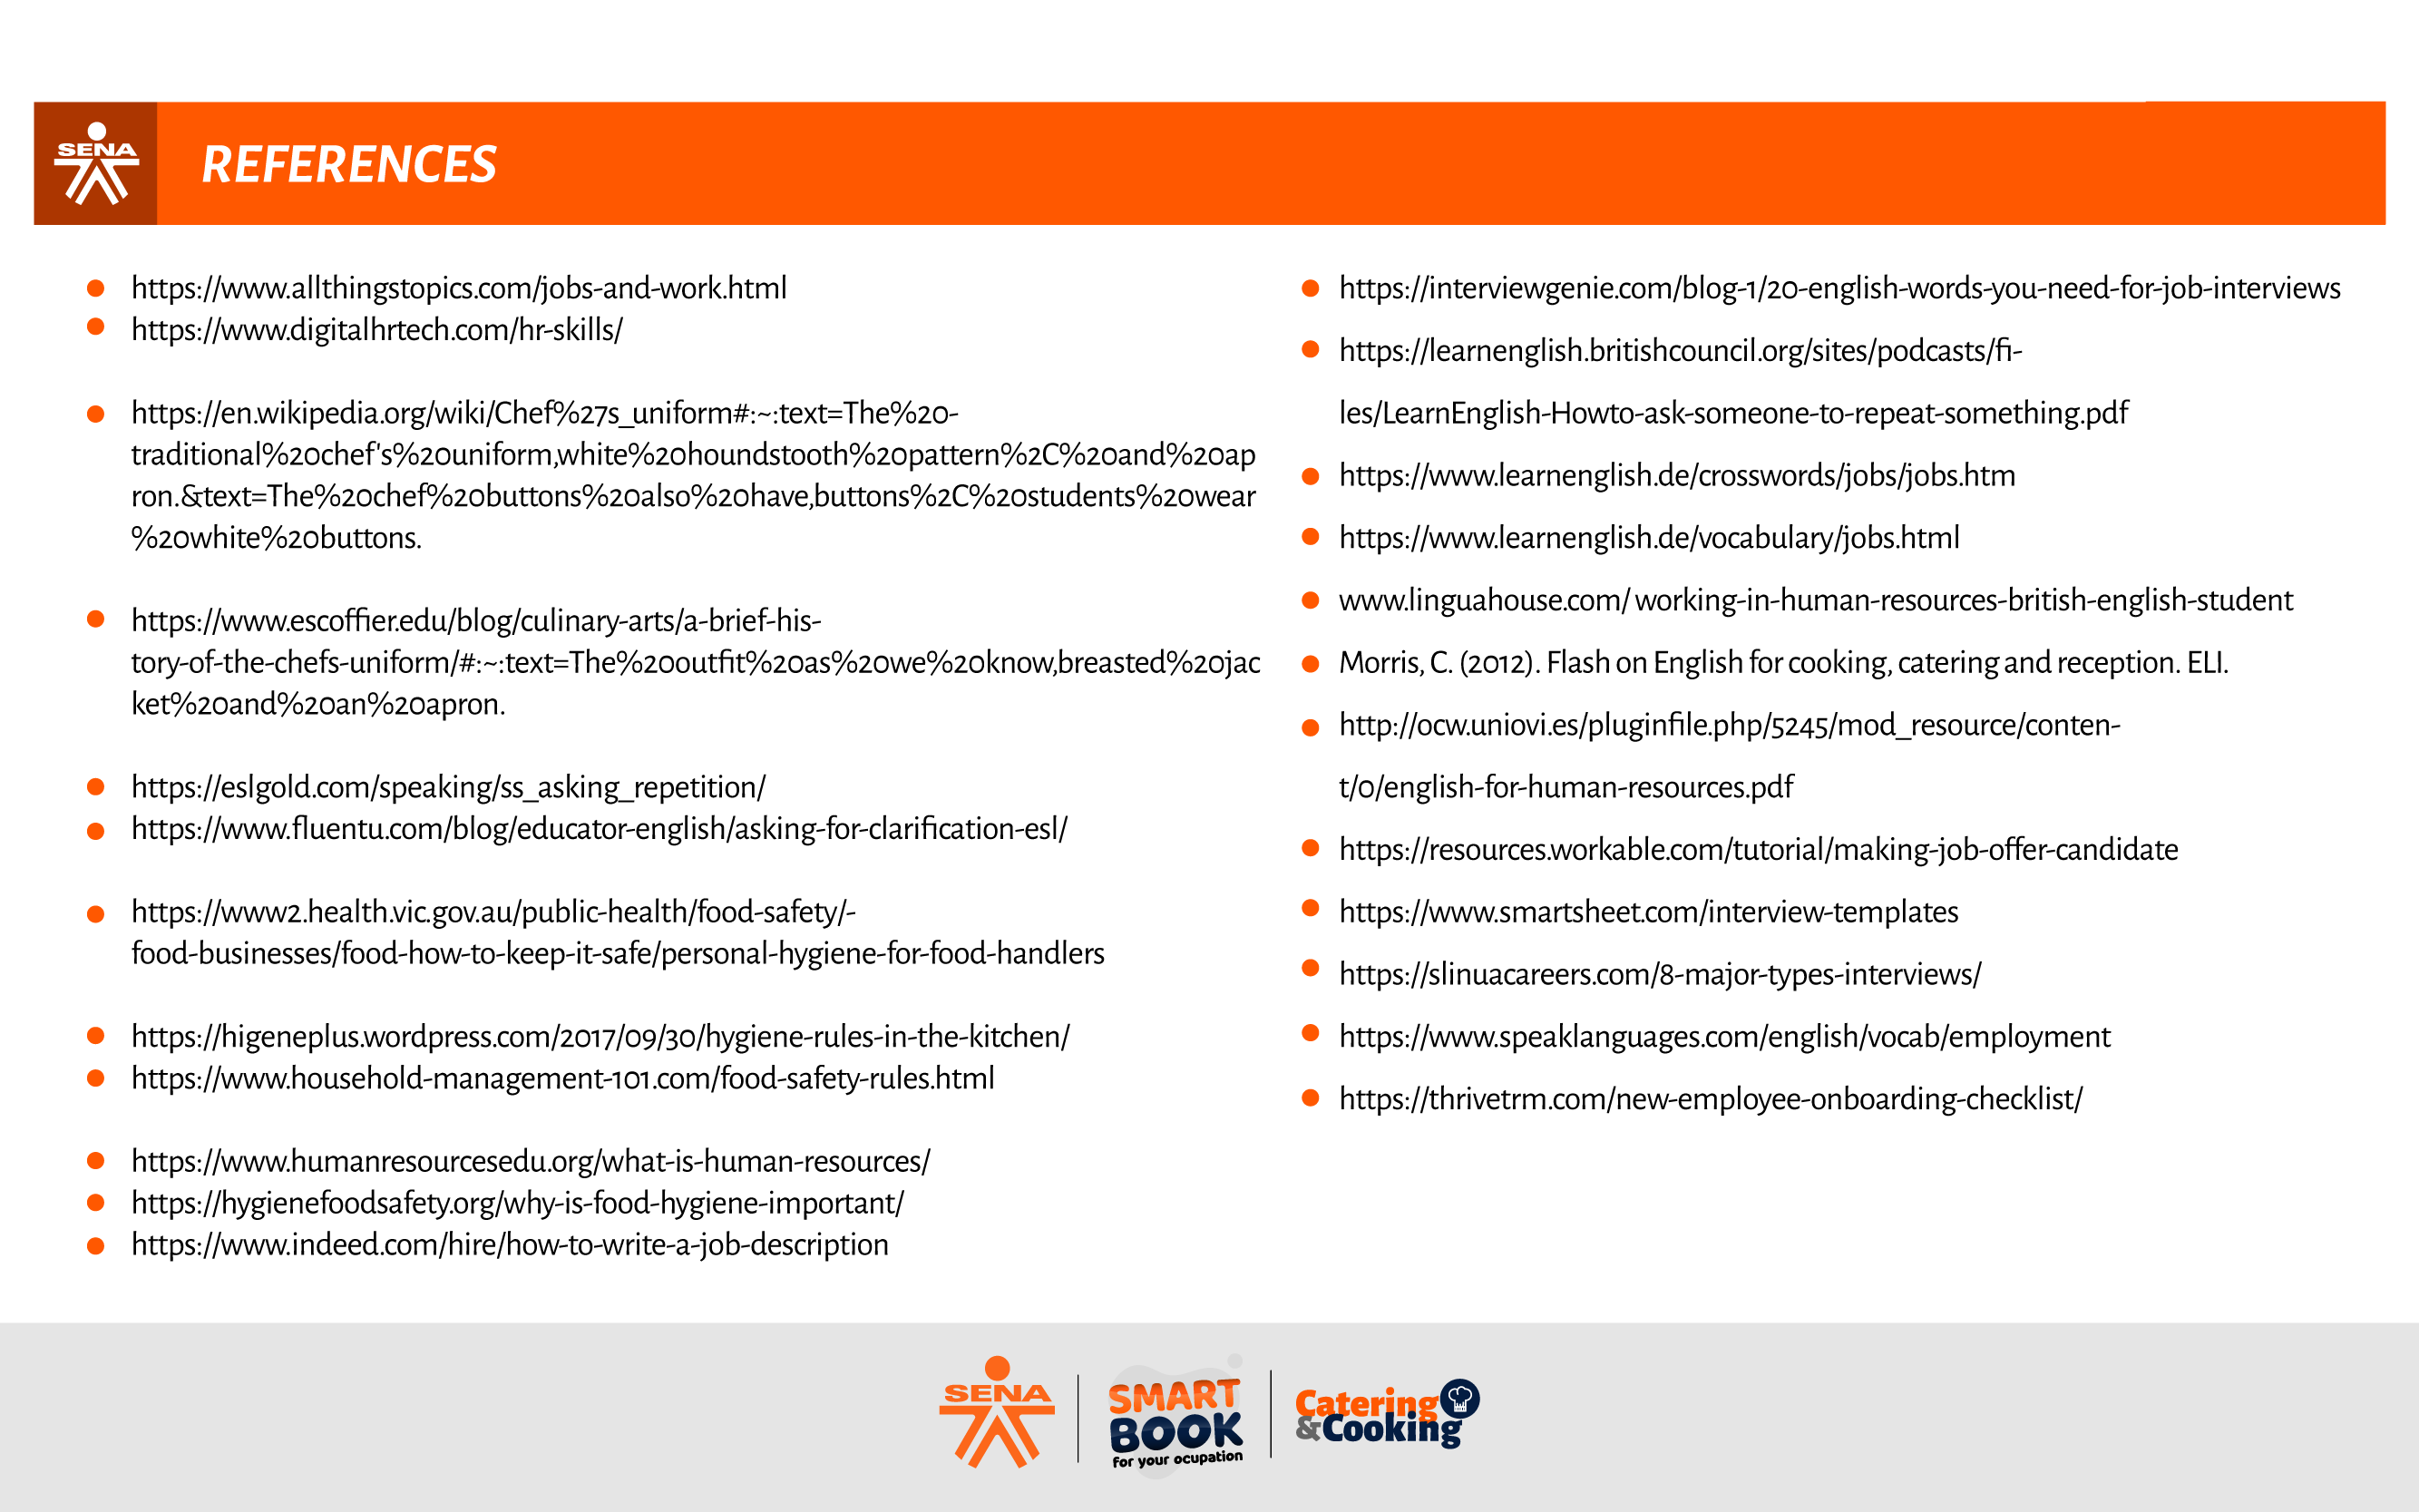 SENA
REFERENCES
https://www.allthingstopics.com/jobs-and-work.html
https://www.digitalhrtech.com/hr-skills/
https://en.wikipedia.org/wiki/Chef%27s_uniform#:~:text=The%20-
traditional%20chef's%20uniform,white%20houndstooth%20pattern%2C%20and%20ap
ron.&text=The%20chef%20buttons%20also%20have,buttons%2C%20students%20wear
%20white%20buttons.
https://www.escoffier.edu/blog/culinary-arts/a-brief-his-
tory-of-the-chefs-uniform/#:~:text=The%20outfit%20as%20we%20know,breasted%20jac
ket%20and%20an%20apron.
https://eslgold.com/speaking/ss_asking_repetition/
https://www.fluentu.com/blog/educator-english/asking-for-clarification-esl/
https://www2.health.vic.gov.au/public-health/food-safety/-
food-businesses/food-how-to-keep-it-safe/personal-hygiene-for-food-handlers
https://higeneplus.wordpress.com/2017/09/30/hygiene-rules-in-the-kitchen/
https://www.household-management-101.com/food-safety-rules.html
https://www.humanresourcesedu.org/what-is-human-resources/
https://hygienefoodsafety.org/why-is-food-hygiene-important/
https://www.indeed.com/hire/how-to-write-a-job-description
https://interviewgenie.com/blog-1/20-english-words-you-need-for-job-interviews
https://learnenglish.britishcouncil.org/sites/podcasts/fi-
les/LearnEnglish-Howto-ask-someone-to-repeat-something.pdf
https://www.learnenglish.de/crosswords/jobs/jobs.htm
https://www.learnenglish.de/vocabulary/jobs.html
www.linguahouse.com/ working-in-human-resources-british-english-student
Morris, C. (2012). Flash on English for cooking, catering and reception. ELI.
http://ocw.uniovi.es/pluginfile.php/5245/mod_resource/conten-
t/0/english-for-human-resources.pdf
https://resources.workable.com/tutorial/making-job-offer-candidate
https://www.smartsheet.com/interview-templates
https://slinuacareers.com/8-major-types-interviews/
https://www.speaklanguages.com/english/vocab/employment
https://thrivetrm.com/new-employee-onboarding-checklist/
SENA
SMART
BOOK
for your ocupation
Catering
&Cooking